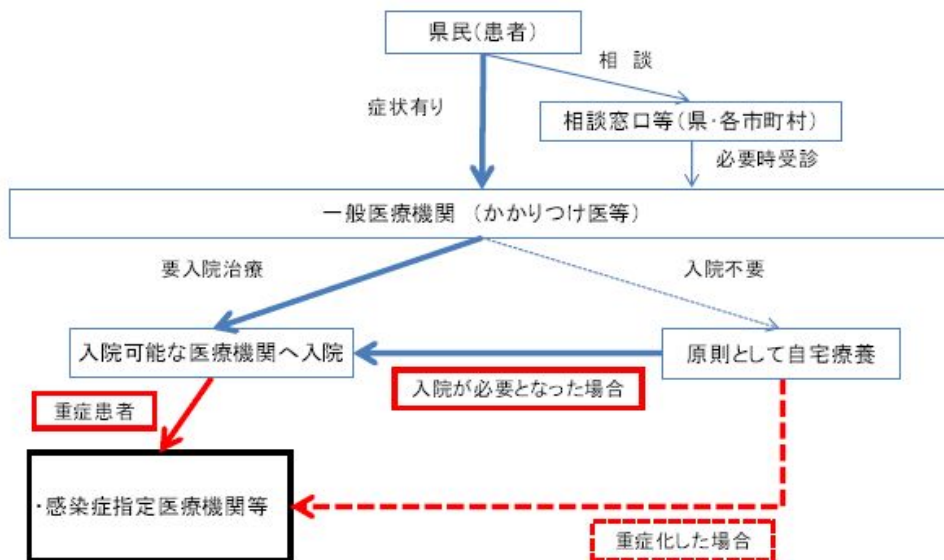 県民(患者)
相　談
症状有り
相談窓口等(県・各市町村)
必要時受診
一般医療機関　(かかりつけ医等)
要入院治療
入院不要
入院可能な医療機関へ入院
原則として自宅療養
入院が必要となった場合
重症患者
・感染症指定医療機関等
重症化した場合